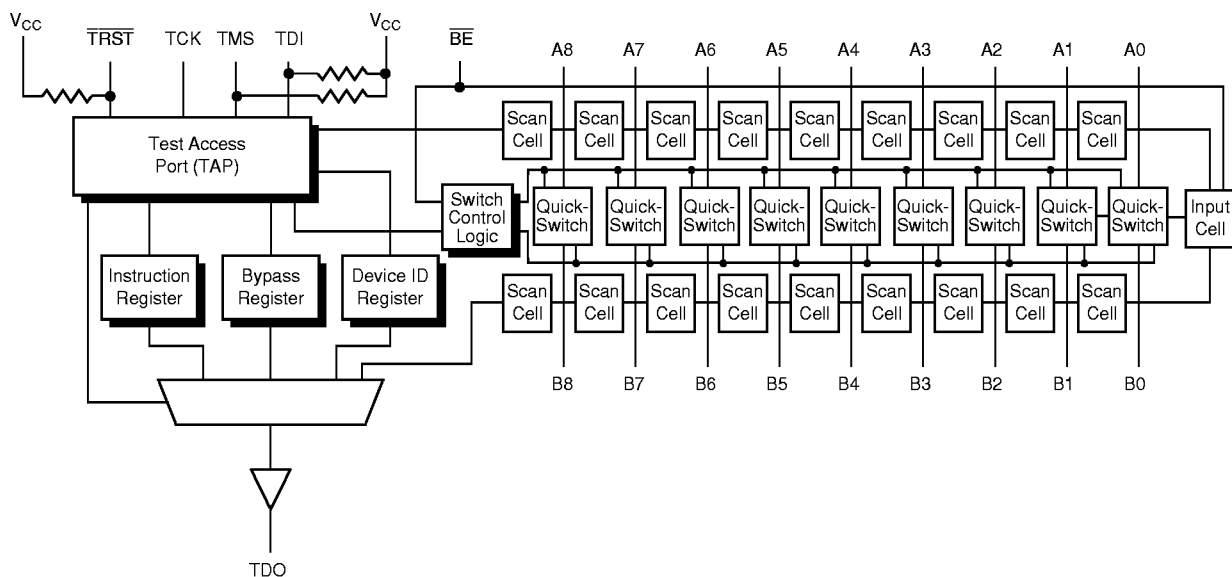 VCC
TRST
TCK
TMS
TDI
VCC
BE
A8
A7
A6
A5
A4
A3
A2
A1
A0
Test Access
Port (TAP)
Scan
Cell
Scan
Cell
Scan
Cell
Scan
Cell
Scan
Cell
Scan
Cell
Scan
Cell
Scan
Cell
Scan
Cell
Switch
Control
Logic
Quick-
Switch
Quick-
Switch
Quick-
Switch
Quick-
Switch
Quick-
Switch
Quick-
Switch
Quick-
Switch
Quick-
Switch
Quick-
Switch
Input
Cell
Instruction
Register
Bypass
Register
Device ID
Register
Scan
Cell
Scan
Cell
Scan
Cell
Scan
Cell
Scan
Cell
Scan
Cell
Scan
Cell
Scan
Cell
Scan
Cell
B8
B7
B6
B5
B4
B3
B2
B1
B0
TDO